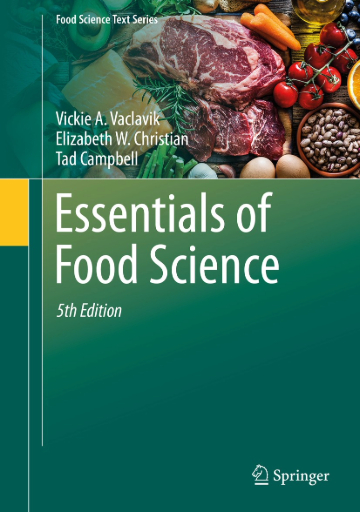 Food Science Text Series
Vickie A. Vaclavik
Elizabeth W. Christian
Tad Campbell
Essentials of
Food Science
5th Edition
Springer